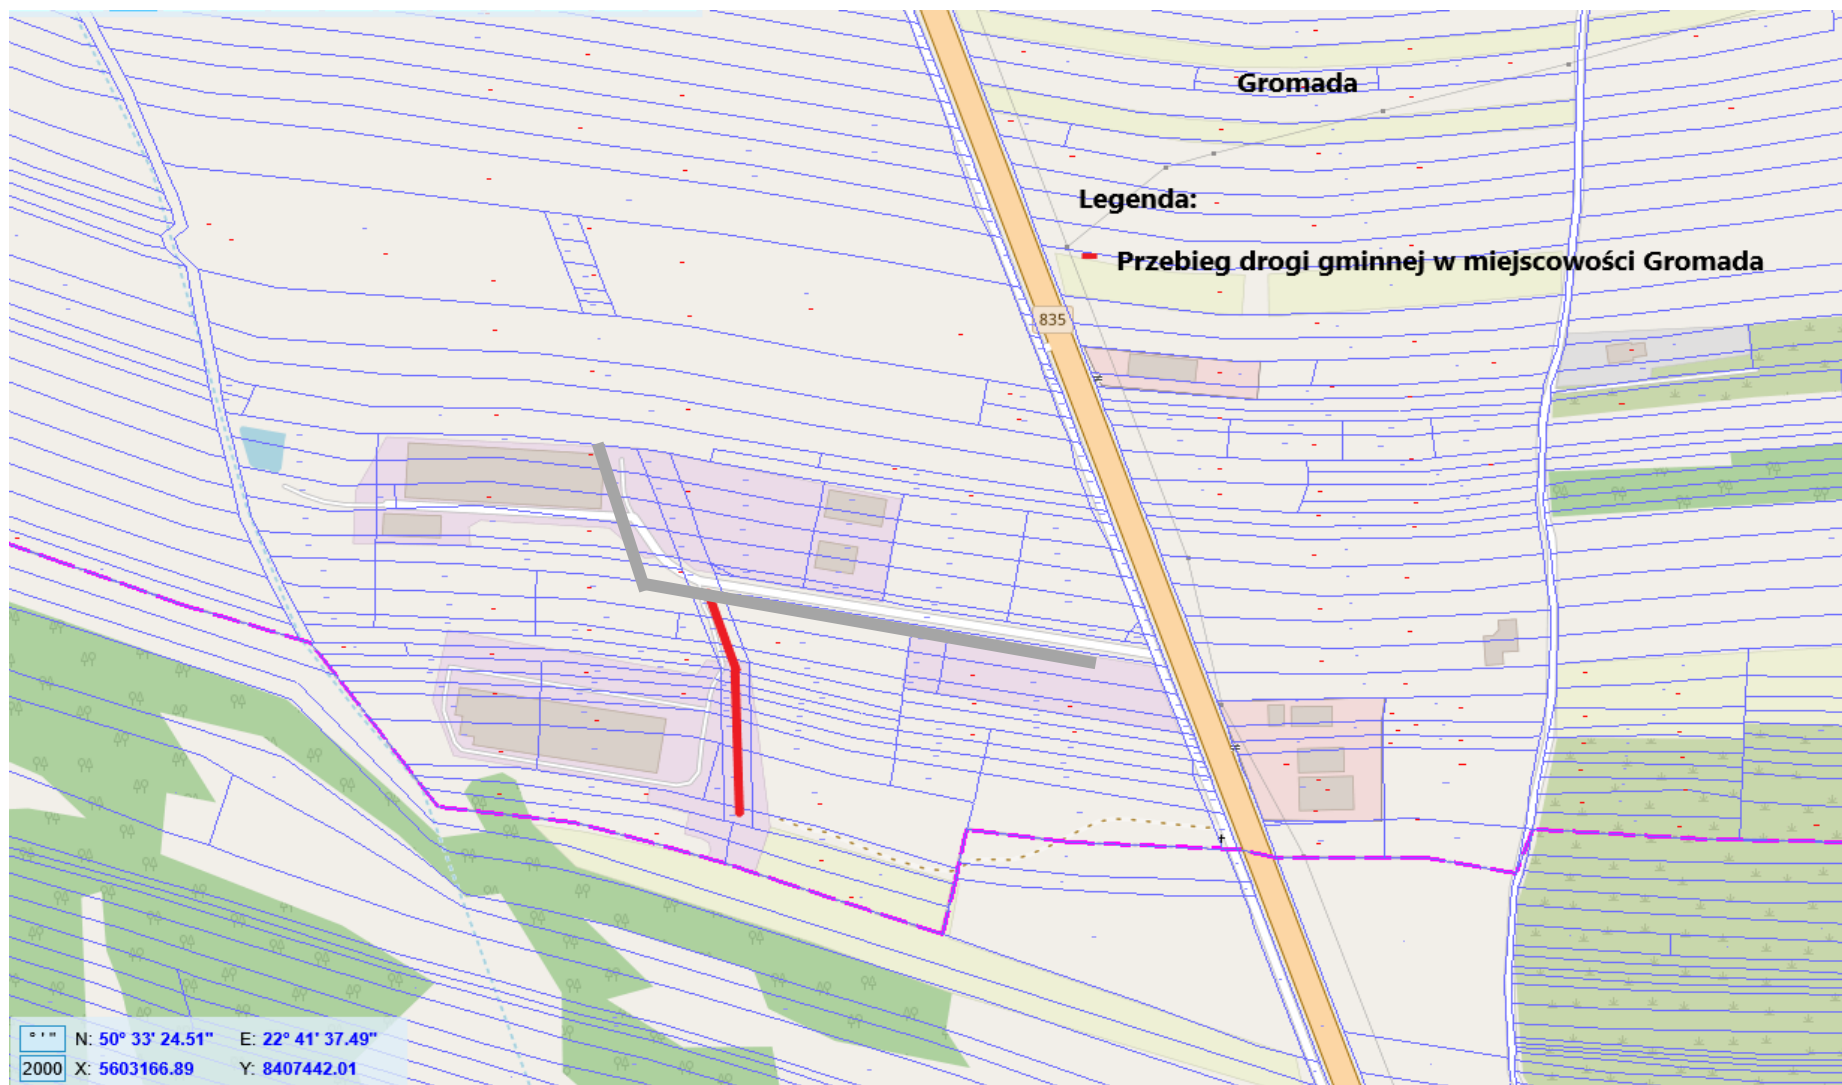 Gromada
Legenda:
Przebieg drogi gminnej w miejscowości Gromada
835
° ' " N: 50° 33' 24.51" E: 22° 41' 37.49"
2000 X: 5603166.89 Y: 8407442.01